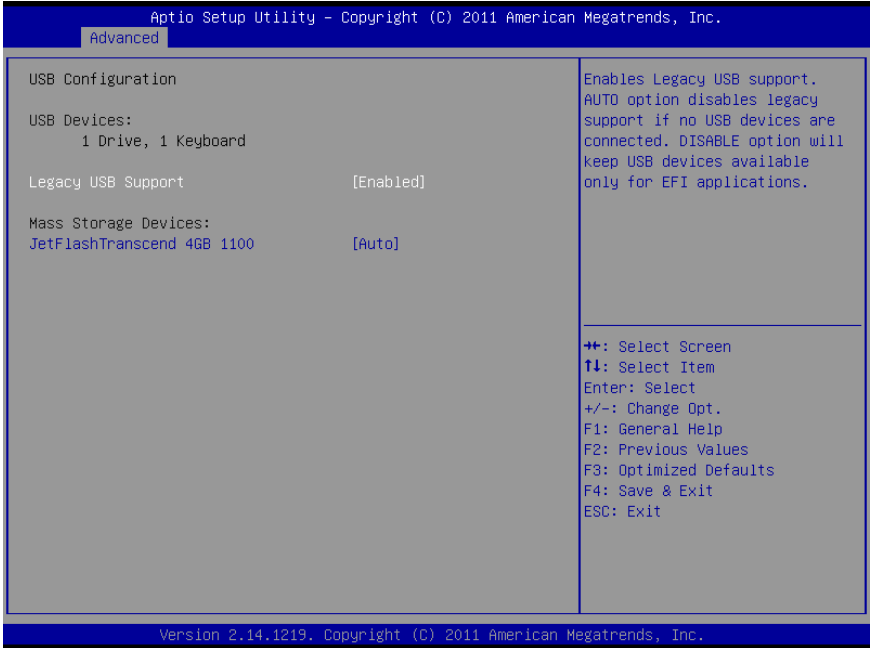 Aptio Setup Utility – Copyright (C) 2011 American Megatrends, Inc.
Advanced
USB Configuration
USB Devices:
1 Drive, 1 Keyboard
Legacy USB Support [Enabled]
Mass Storage Devices:
JetFlashTranscend 4GB 1100 [Auto]
Enables Legacy USB support.
AUTO option disables legacy
support if no USB devices are
connected. DISABLE option will
keep USB devices available
only for EFI applications.
→←: Select Screen
↑↓: Select Item
Enter: Select
+/-: Change Opt.
F1: General Help
F2: Previous Values
F3: Optimized Defaults
F4: Save & Exit
ESC: Exit
Version 2.14.1219. Copyright (C) 2011 American Megatrends, Inc.